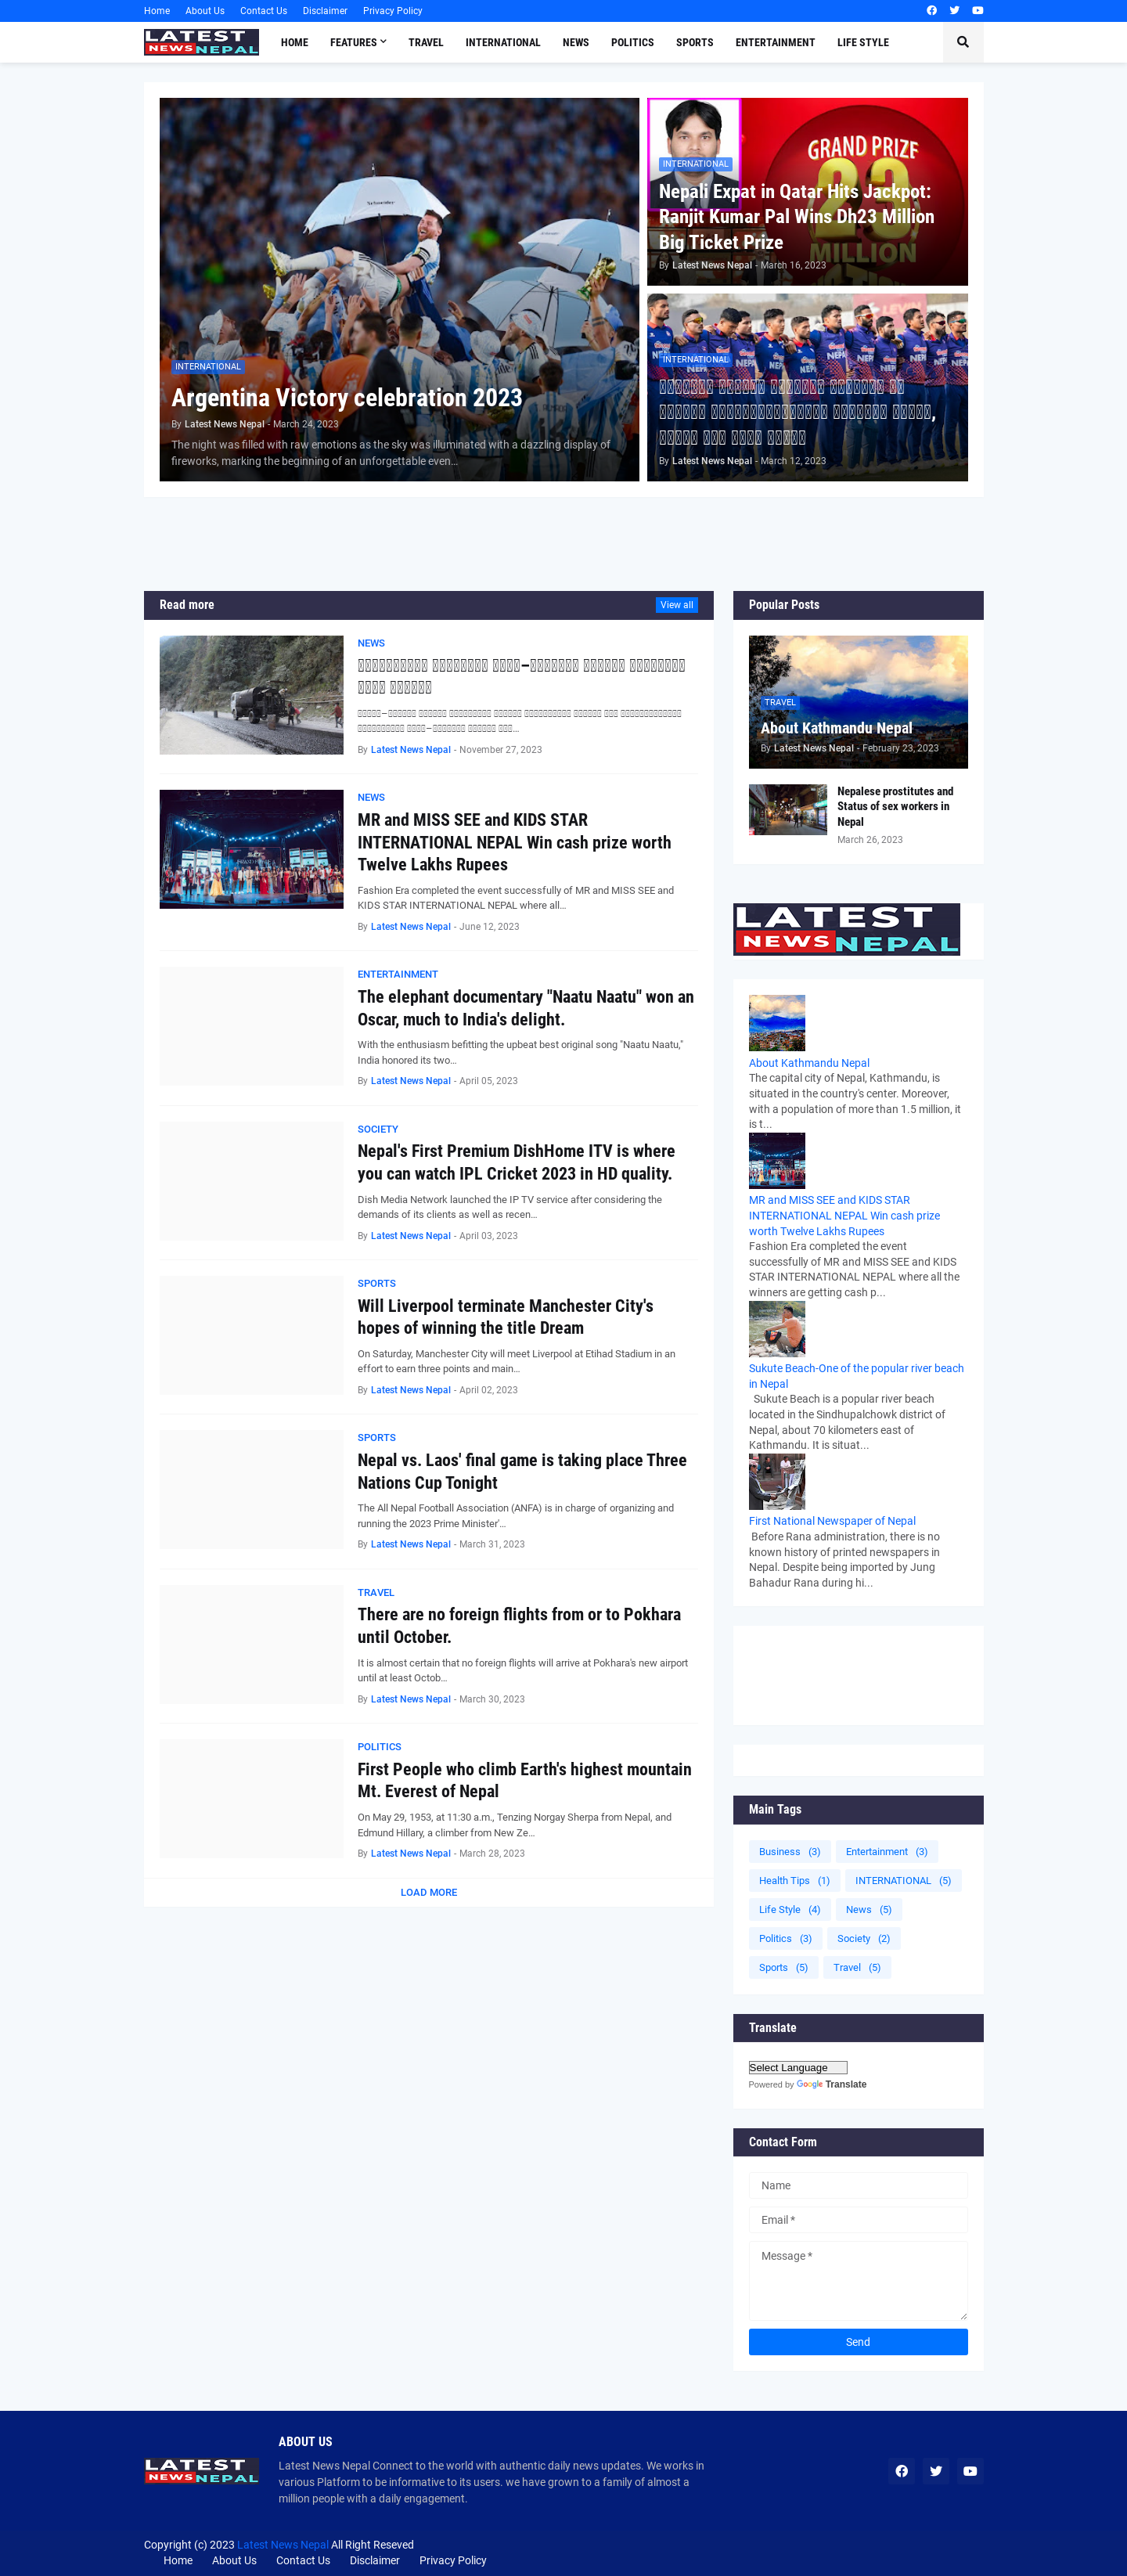 Home About Us Contact Us Disclaimer Privacy Policy
LATEST
NEWS NEPAL
HOME FEATURES TRAVEL INTERNATIONAL NEWS POLITICS SPORTS ENTERTAINMENT LIFE STYLE
INTERNATIONAL
Argentina Victory celebration 2023
By Latest News Nepal - March 24, 2023
The night was filled with raw emotions as the sky was illuminated with a dazzling display of
fireworks, marking the beginning of an unforgettable even...
GRAND PRIZE
23
MILLION
INTERNATIONAL
Nepali Expat in Qatar Hits Jackpot:
Ranjit Kumar Pal Wins Dh23 Million
Big Ticket Prize
By Latest News Nepal - March 16, 2023
INTERNATIONAL
By Latest News Nepal - March 12, 2023
Read more View all
NEWS
By Latest News Nepal - November 27, 2023
NEWS
MR and MISS SEE and KIDS STAR
INTERNATIONAL NEPAL Win cash prize worth
Twelve Lakhs Rupees
Fashion Era completed the event successfully of MR and MISS SEE and
KIDS STAR INTERNATIONAL NEPAL where all...
By Latest News Nepal - June 12, 2023
ENTERTAINMENT
The elephant documentary "Naatu Naatu" won an
Oscar, much to India's delight.
With the enthusiasm befitting the upbeat best original song "Naatu Naatu,"
India honored its two...
By Latest News Nepal - April 05, 2023
SOCIETY
Nepal's First Premium DishHome ITV is where
you can watch IPL Cricket 2023 in HD quality.
Dish Media Network launched the IP TV service after considering the
demands of its clients as well as recen...
By Latest News Nepal - April 03, 2023
SPORTS
Will Liverpool terminate Manchester City's
hopes of winning the title Dream
On Saturday, Manchester City will meet Liverpool at Etihad Stadium in an
effort to earn three points and main...
By Latest News Nepal - April 02, 2023
SPORTS
Nepal vs. Laos' final game is taking place Three
Nations Cup Tonight
The All Nepal Football Association (ANFA) is in charge of organizing and
running the 2023 Prime Minister'...
By Latest News Nepal - March 31, 2023
TRAVEL
There are no foreign flights from or to Pokhara
until October.
It is almost certain that no foreign flights will arrive at Pokhara's new airport
until at least Octob...
By Latest News Nepal - March 30, 2023
POLITICS
First People who climb Earth's highest mountain
Mt. Everest of Nepal
On May 29, 1953, at 11:30 a.m., Tenzing Norgay Sherpa from Nepal, and
Edmund Hillary, a climber from New Ze...
By Latest News Nepal - March 28, 2023
LOAD MORE
Popular Posts
TRAVEL
About Kathmandu Nepal
By Latest News Nepal - February 23, 2023
Nepalese prostitutes and
Status of sex workers in
Nepal
March 26, 2023
LATEST
NEWS NEPAL
About Kathmandu Nepal
The capital city of Nepal, Kathmandu, is
situated in the country's center. Moreover,
with a population of more than 1.5 million, it
is t...
MR and MISS SEE and KIDS STAR
INTERNATIONAL NEPAL Win cash prize
worth Twelve Lakhs Rupees
Fashion Era completed the event
successfully of MR and MISS SEE and KIDS
STAR INTERNATIONAL NEPAL where all the
winners are getting cash p...
Sukute Beach-One of the popular river beach
in Nepal
Sukute Beach is a popular river beach
located in the Sindhupalchowk district of
Nepal, about 70 kilometers east of
Kathmandu. It is situat...
First National Newspaper of Nepal
Before Rana administration, there is no
known history of printed newspapers in
Nepal. Despite being imported by Jung
Bahadur Rana during hi...
Main Tags
Business (3) Entertainment (3)
Health Tips (1) INTERNATIONAL (5)
Life Style (4) News (5)
Politics (3) Society (2)
Sports (5) Travel (5)
Translate
Select Language
Powered by Google Translate
Contact Form
Name
Email *
Message *
Send
LATEST
NEWS NEPAL
ABOUT US
Latest News Nepal Connect to the world with authentic daily news updates. We works in
various Platform to be informative to its users. we have grown to a family of almost a
million people with a daily engagement.
Copyright (c) 2023 Latest News Nepal All Right Reseved
Home About Us Contact Us Disclaimer Privacy Policy